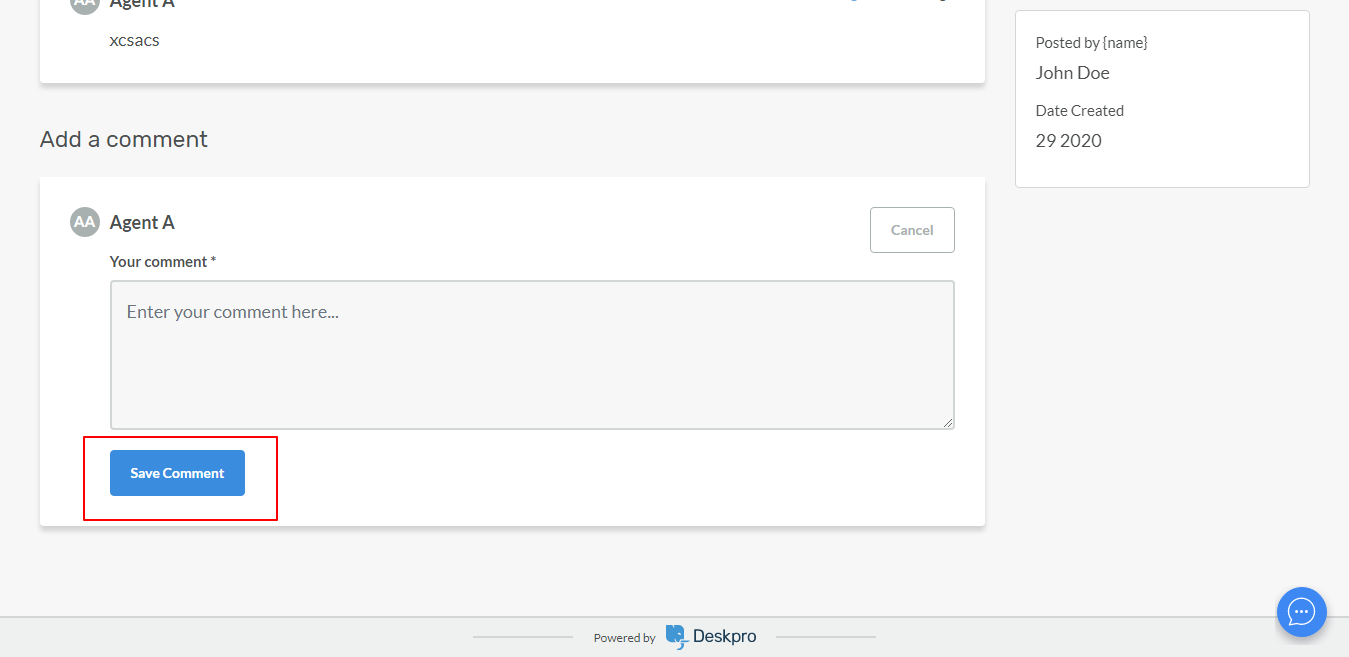 AA Agent A
xcsacs
Add a comment
AA Agent A
Cancel
Your comment *
Enter your comment here...
Save Comment
Posted by {name}
John Doe
Date Created
29 2020
Powered by Deskpro